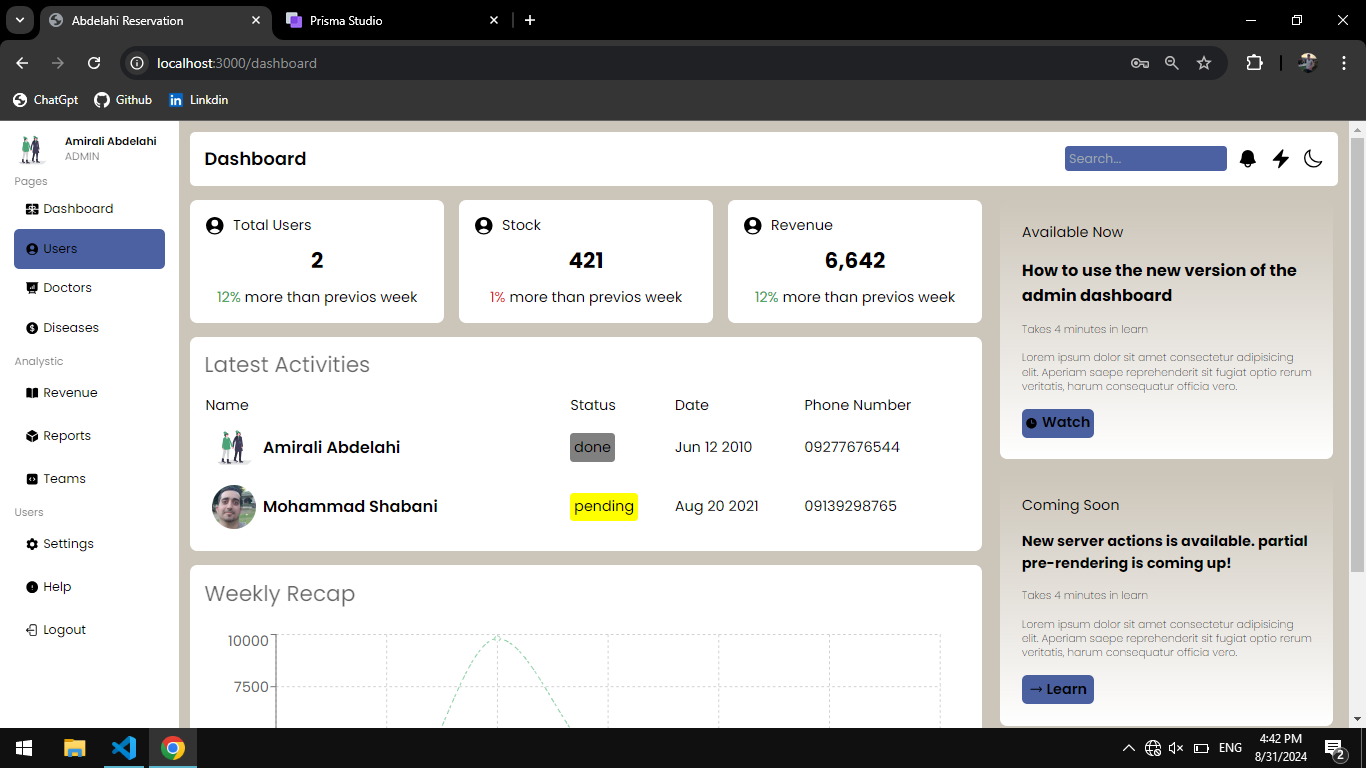 Abdelahi Reservation
Prisma Studio
localhost:3000/dashboard
ChatGpt
Github
Linkdin
Amirali Abdelahi
ADMIN
Pages
Dashboard
Users
Doctors
Diseases
Analystic
Revenue
Reports
Teams
Users
Settings
Help
Logout
Dashboard
Search...
Total Users
2
12% more than previos week
Stock
421
1% more than previos week
Revenue
6,642
12% more than previos week
Latest Activities
Name Status Date Phone Number
Amirali Abdelahi done Jun 12 2010 09277676544
Mohammad Shabani pending Aug 20 2021 09139298765
Weekly Recap
10000
7500
Available Now
How to use the new version of the
admin dashboard
Takes 4 minutes in learn
Lorem ipsum dolor sit amet consectetur adipisicing
elit. Aperiam saepe reprehenderit sit fugiat optio rerum
veritatis, harum consequatur officia vero.
Watch
Coming Soon
New server actions is available. partial
pre-rendering is coming up!
Takes 4 minutes in learn
Lorem ipsum dolor sit amet consectetur adipisicing
elit. Aperiam saepe reprehenderit sit fugiat optio rerum
veritatis, harum consequatur officia vero.
→ Learn
ENG
4:42 PM
8/31/2024
2